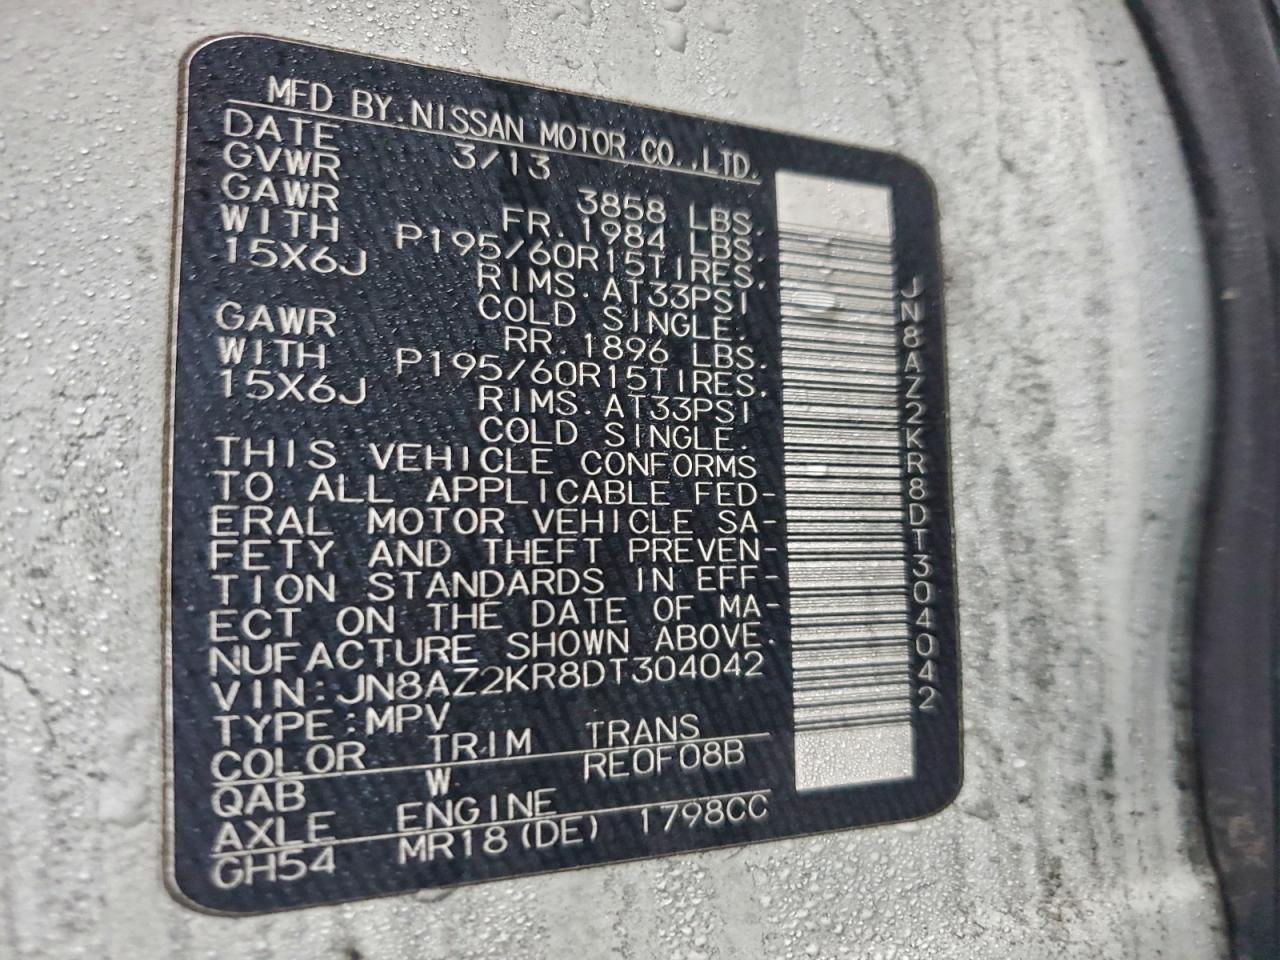 MFD BY.NISSAN MOTOR CO.,LTD.
DATE 3/13
GVWR 3858 LBS.
GAWR FR. 1984 LBS.
WITH P195/60R15TIRES.
15X6J RIMS. AT33PSI
COLD SINGLE.
GAWR RR. 1896 LBS.
WITH P195/60R15TIRES.
15X6J RIMS. AT33PSI
COLD SINGLE.
THIS VEHICLE CONFORMS
TO ALL APPLICABLE FED-
ERAL MOTOR VEHICLE SA-
FETY AND THEFT PREVEN-
TION STANDARDS IN EFF-
ECT ON THE DATE OF MA-
NUFACTURE SHOWN ABOVE.
VIN:JN8AZ2KR8DT304042
TYPE:MPV
COLOR TRIM TRANS
QAB W RE0F08B
AXLE ENGINE
GH54 MR18(DE) 1798CC
JN8AZ2KR8DT304042